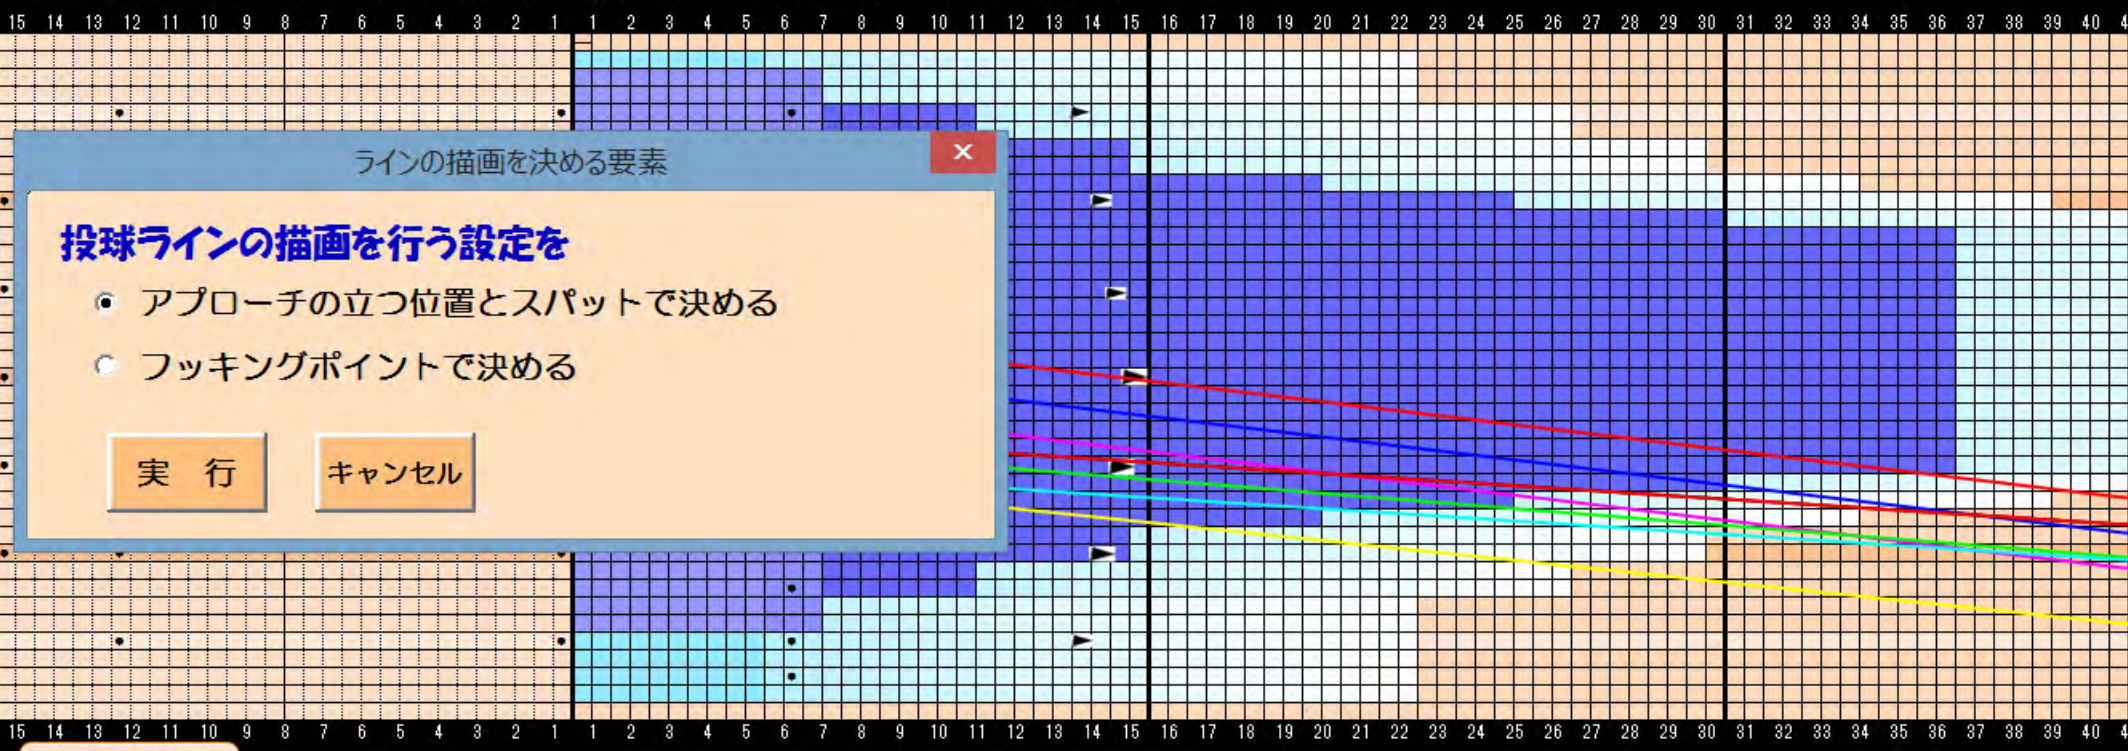 15 14 13 12 11 10 9 8 7 6 5 4 3 2 1 1 2 3 4 5 6 7 8 9 10 11 12 13 14 15 16 17 18 19 20 21 22 23 24 25 26 27 28 29 30 31 32 33 34 35 36 37 38 39 40
ラインの描画を決める要素
投球ラインの描画を行う設定を
アプローチの立つ位置とスパットで決める
フッキングポイントで決める
実 行 キャンセル
15 14 13 12 11 10 9 8 7 6 5 4 3 2 1 1 2 3 4 5 6 7 8 9 10 11 12 13 14 15 16 17 18 19 20 21 22 23 24 25 26 27 28 29 30 31 32 33 34 35 36 37 38 39 40